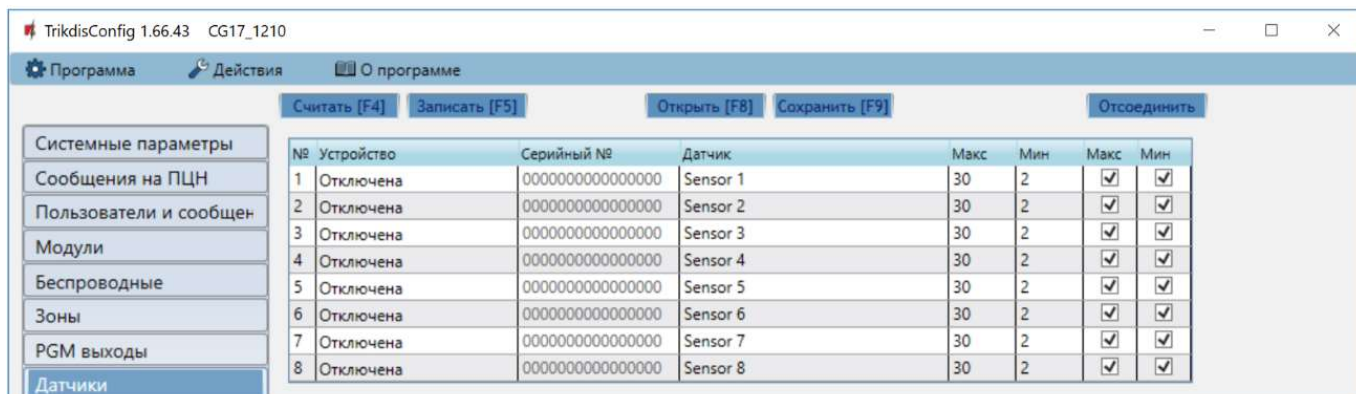 TrikdisConfig 1.66.43 CG17_1210
Программа Действия О программе
Считать [F4] Записать [F5] Открыть [F8] Сохранить [F9] Отсоединить
Системные параметры
Сообщения на ПЦН
Пользователи и сообщен
Модули
Беспроводные
Зоны
PGM выходы
Датчики
№ Устройство Серийный № Датчик Макс Мин Макс Мин
1 Отключена 0000000000000000 Sensor 1 30 2
2 Отключена 0000000000000000 Sensor 2 30 2
3 Отключена 0000000000000000 Sensor 3 30 2
4 Отключена 0000000000000000 Sensor 4 30 2
5 Отключена 0000000000000000 Sensor 5 30 2
6 Отключена 0000000000000000 Sensor 6 30 2
7 Отключена 0000000000000000 Sensor 7 30 2
8 Отключена 0000000000000000 Sensor 8 30 2